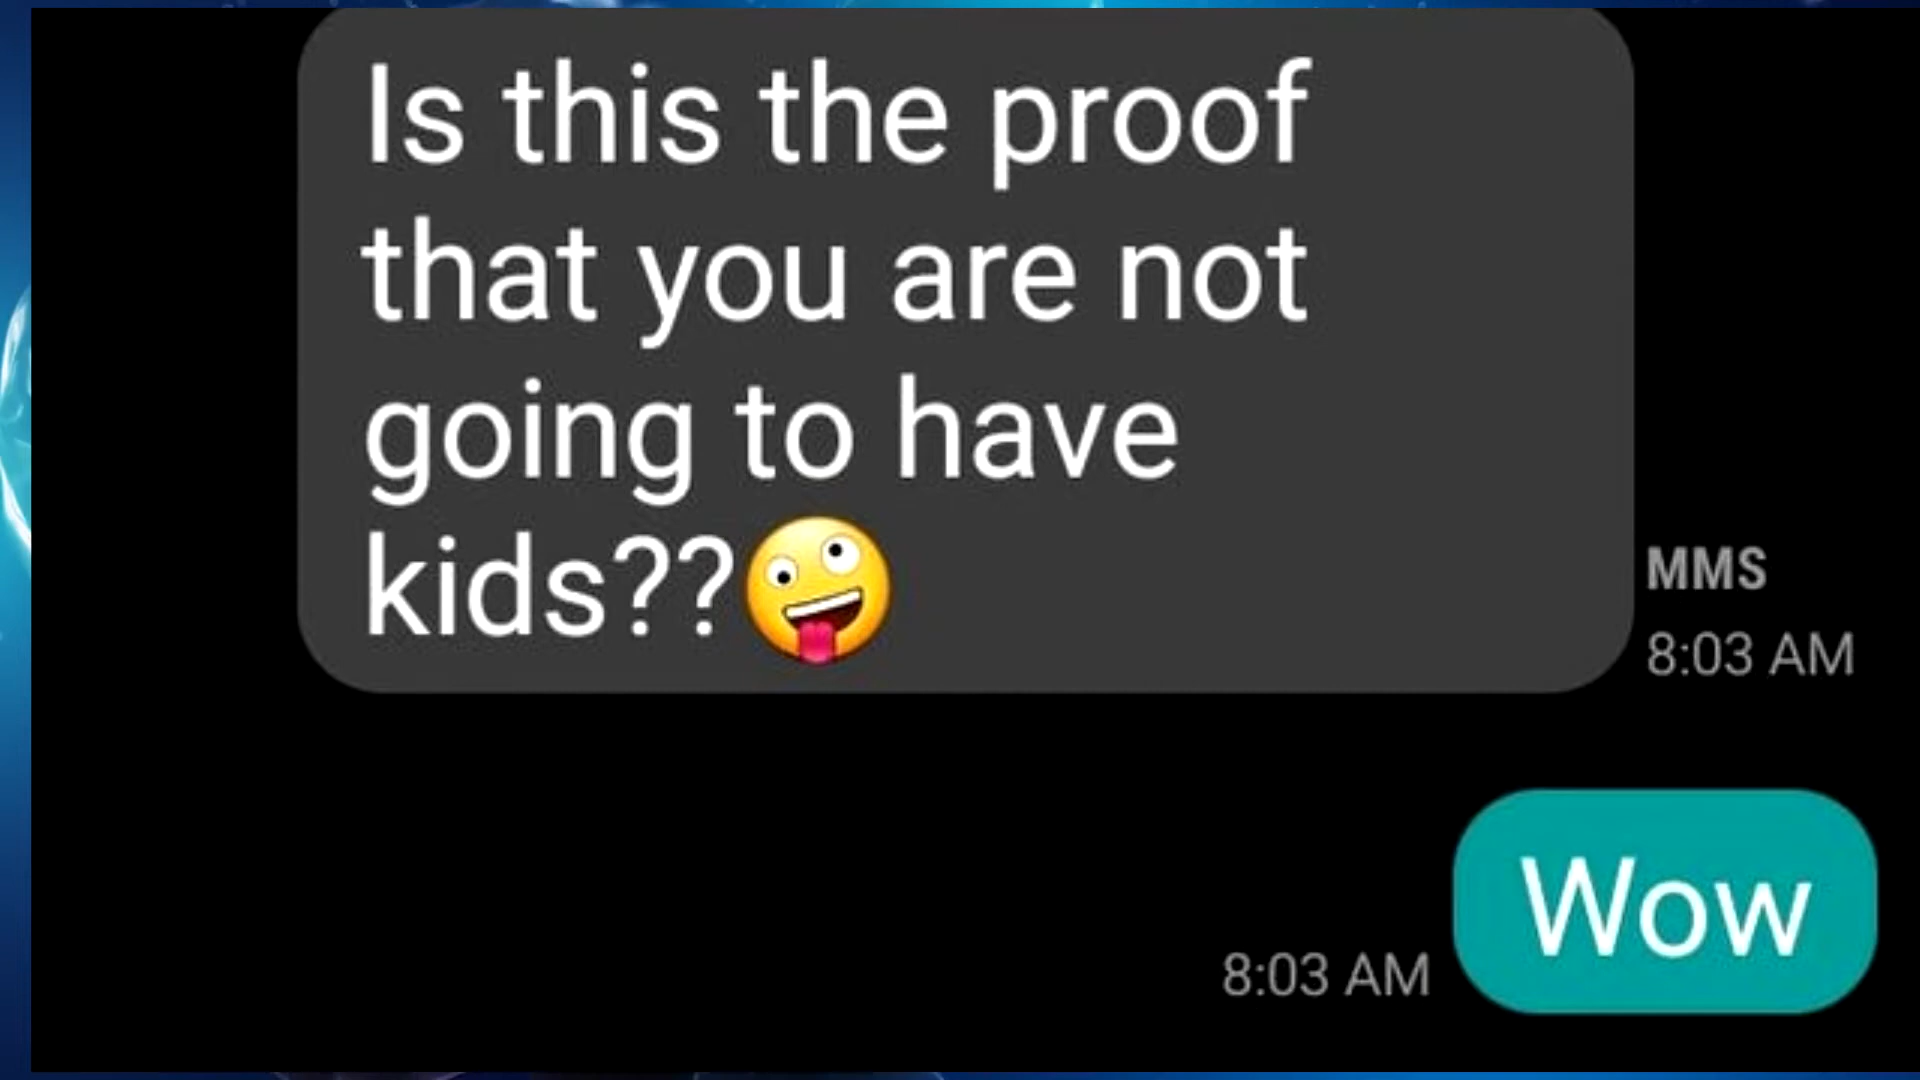 Is this the proof
that you are not
going to have
kids??🤪
MMS
8:03 AM
Wow
8:03 AM